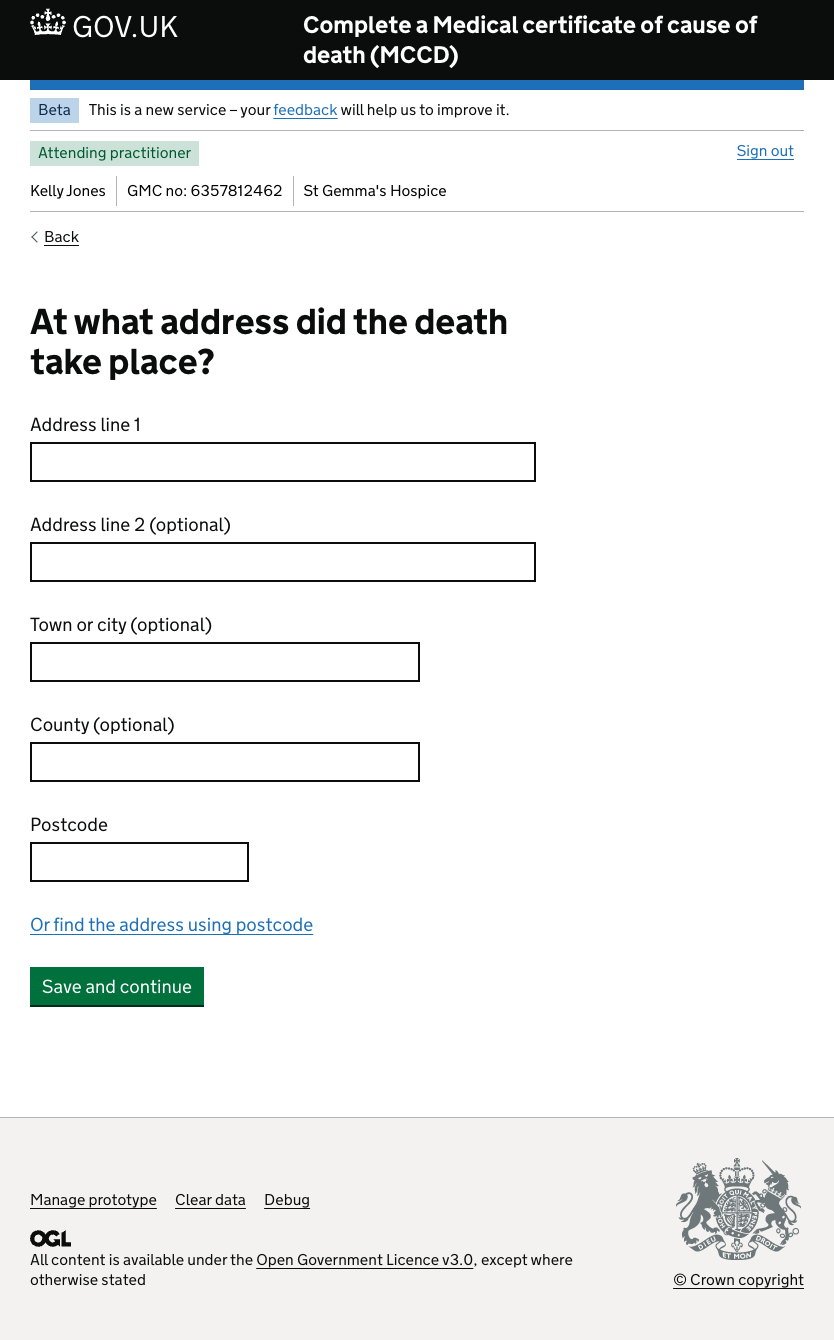 GOV.UK
Complete a Medical certificate of cause of
death (MCCD)
Beta This is a new service – your feedback will help us to improve it.
Attending practitioner
Sign out
Kelly Jones GMC no: 6357812462 St Gemma's Hospice
Back
At what address did the death
take place?
Address line 1
Address line 2 (optional)
Town or city (optional)
County (optional)
Postcode
Or find the address using postcode
Save and continue
Manage prototype Clear data Debug
OGL
All content is available under the Open Government Licence v3.0, except where
otherwise stated
DIEU ET MON DROIT
© Crown copyright